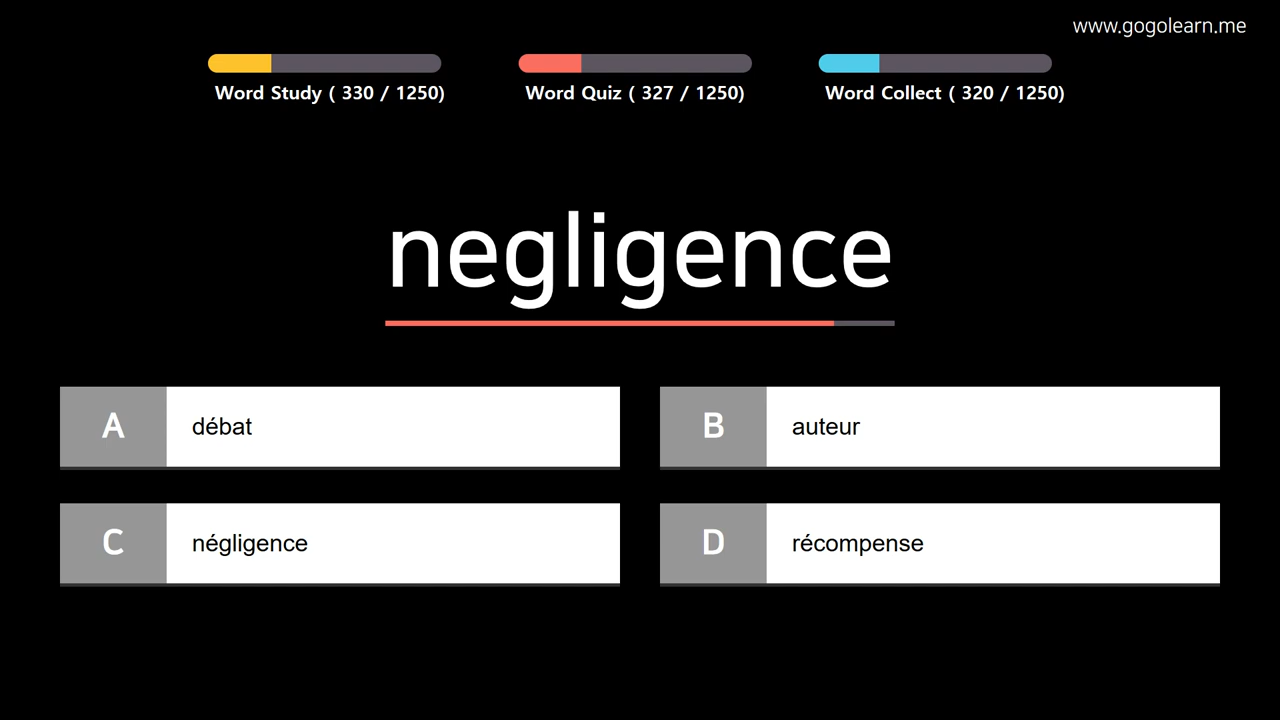 www.gogolearn.me
Word Study ( 330 / 1250)
Word Quiz ( 327 / 1250)
Word Collect ( 320 / 1250)
negligence
A
débat
B
auteur
C
négligence
D
récompense